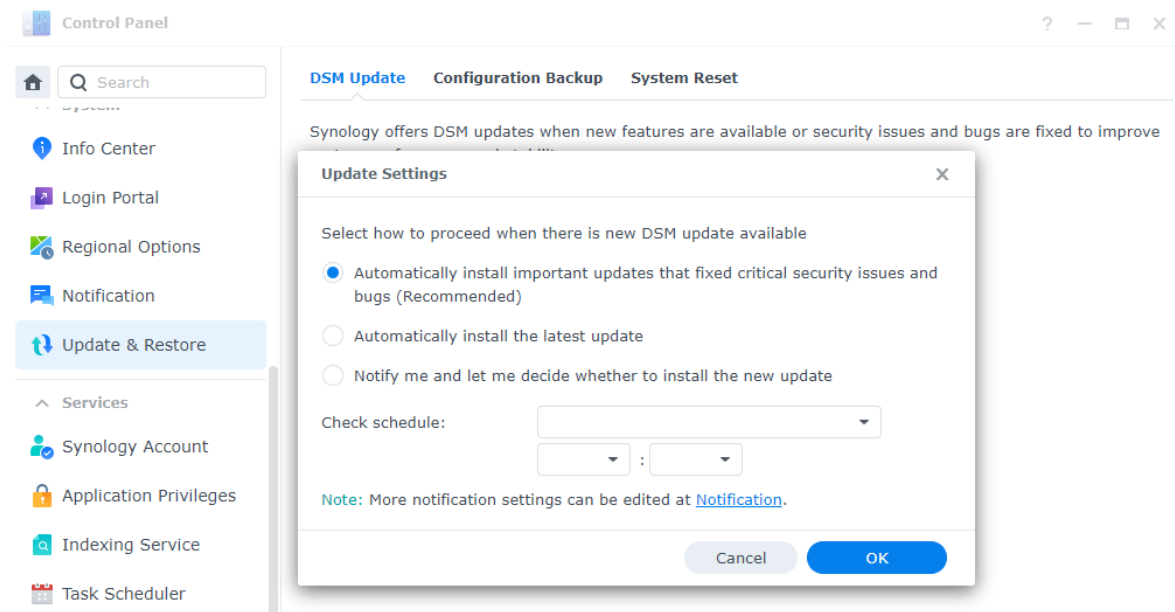 Control Panel
?
Search
DSM Update
Configuration Backup
System Reset
Info Center
Synology offers DSM updates when new features are available or security issues and bugs are fixed to improve
Login Portal
Regional Options
Notification
Update & Restore
Services
Synology Account
Application Privileges
Indexing Service
Task Scheduler
Update Settings
Select how to proceed when there is new DSM update available
Automatically install important updates that fixed critical security issues and
bugs (Recommended)
Automatically install the latest update
Notify me and let me decide whether to install the new update
Check schedule:
:
Note: More notification settings can be edited at Notification.
Cancel
OK